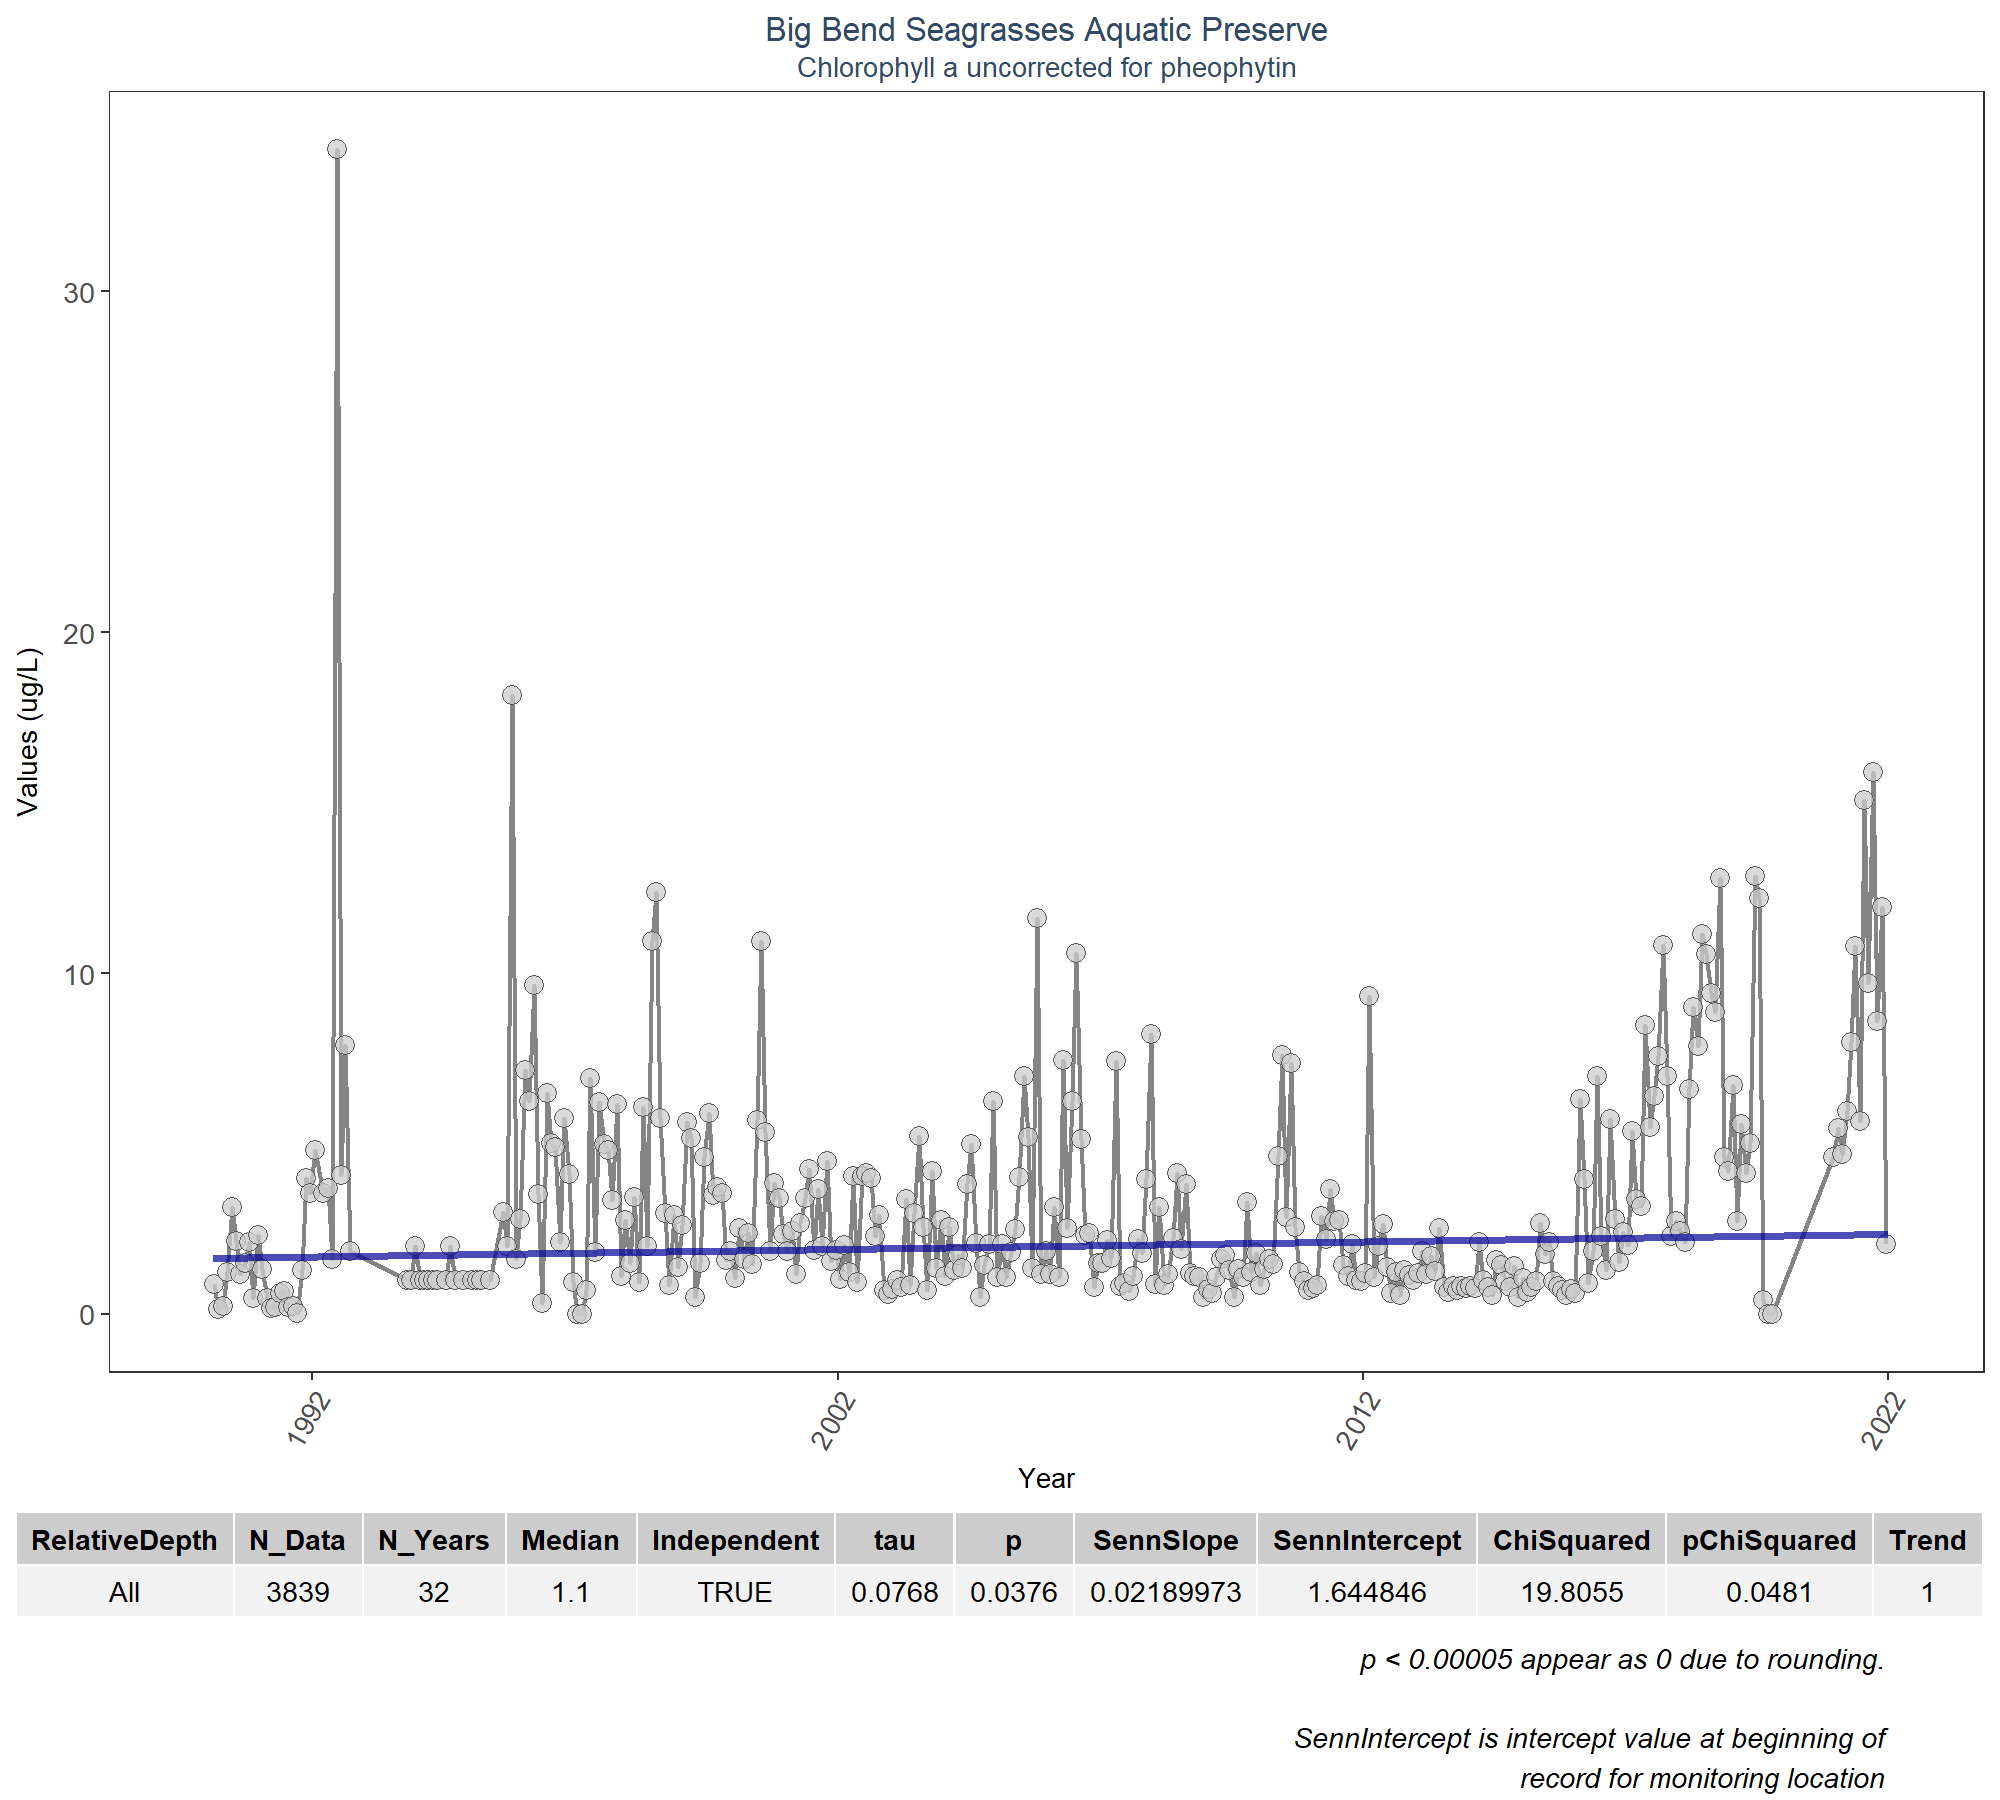 Big Bend Seagrasses Aquatic Preserve
Chlorophyll a uncorrected for pheophytin
30
20
10
0
Values (ug/L)
1992
2002
2012
2022
Year
RelativeDepth N_Data N_Years Median Independent tau p SennSlope SennIntercept ChiSquared pChiSquared Trend
All 3839 32 1.1 TRUE 0.0768 0.0376 0.02189973 1.644846 19.8055 0.0481 1
p < 0.00005 appear as 0 due to rounding.
SennIntercept is intercept value at beginning of
record for monitoring location